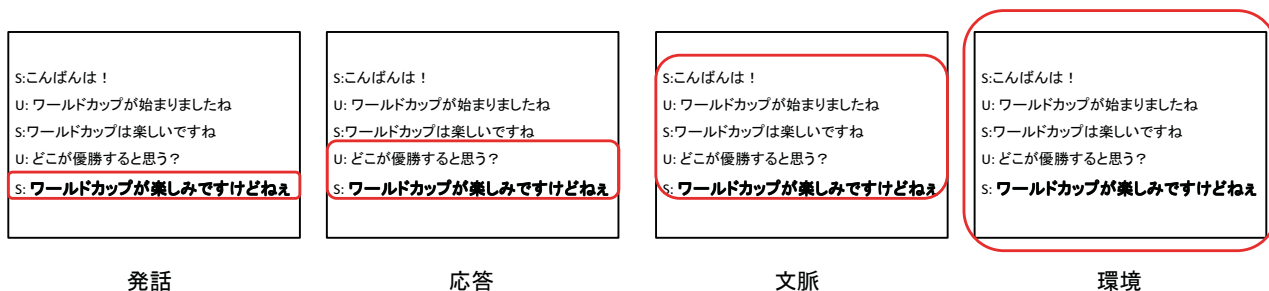 S:こんばんは！
U: ワールドカップが始まりましたね
S:ワールドカップは楽しいですね
U: どこが優勝すると思う？
S: ワールドカップが楽しみですけどねぇ
発話
S:こんばんは！
U: ワールドカップが始まりましたね
S:ワールドカップは楽しいですね
U: どこが優勝すると思う？
S: ワールドカップが楽しみですけどねぇ
応答
S:こんばんは！
U: ワールドカップが始まりましたね
S:ワールドカップは楽しいですね
U: どこが優勝すると思う？
S: ワールドカップが楽しみですけどねぇ
文脈
S:こんばんは！
U: ワールドカップが始まりましたね
S:ワールドカップは楽しいですね
U: どこが優勝すると思う？
S: ワールドカップが楽しみですけどねぇ
環境